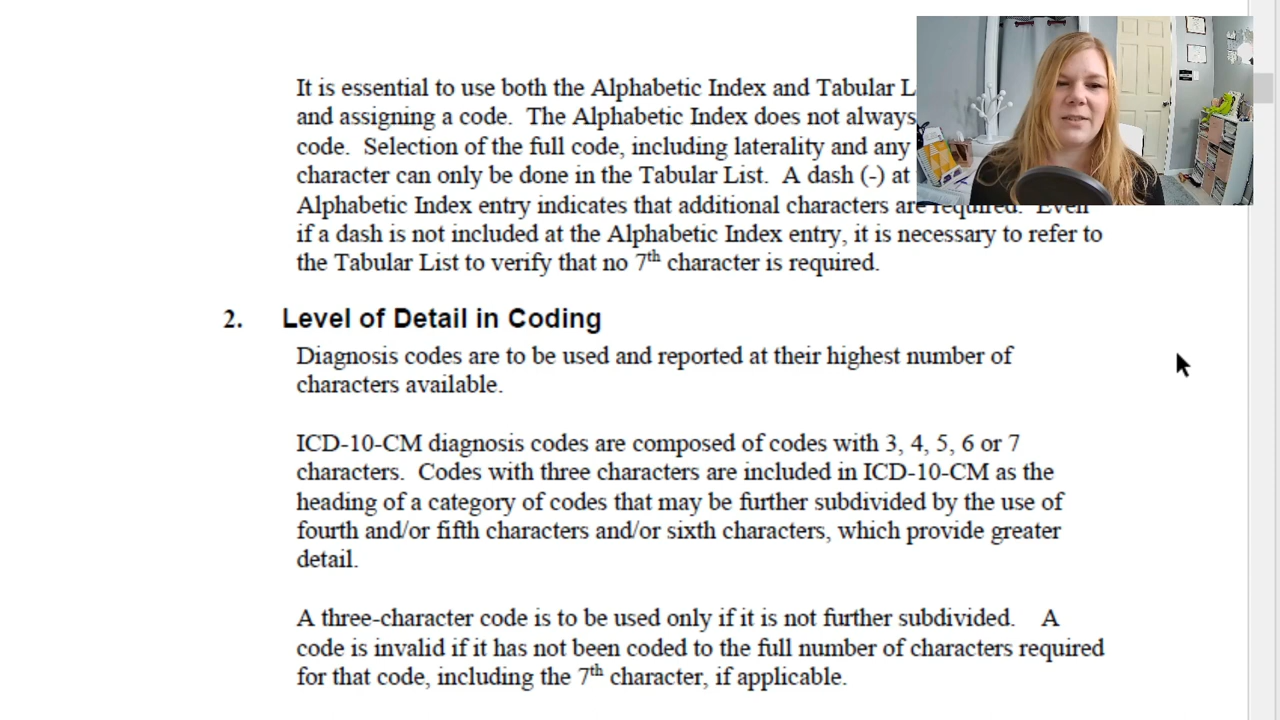 It is essential to use both the Alphabetic Index and Tabular
and assigning a code.  The Alphabetic Index does not always
code.  Selection of the full code, including laterality and any
character can only be done in the Tabular List.  A dash (-) at
Alphabetic Index entry indicates that additional characters are required.  Even
if a dash is not included at the Alphabetic Index entry, it is necessary to refer to
the Tabular List to verify that no 7th character is required.
2. Level of Detail in Coding
Diagnosis codes are to be used and reported at their highest number of
characters available.
ICD-10-CM diagnosis codes are composed of codes with 3, 4, 5, 6 or 7
characters.  Codes with three characters are included in ICD-10-CM as the
heading of a category of codes that may be further subdivided by the use of
fourth and/or fifth characters and/or sixth characters, which provide greater
detail.
A three-character code is to be used only if it is not further subdivided.    A
code is invalid if it has not been coded to the full number of characters required
for that code, including the 7th character, if applicable.